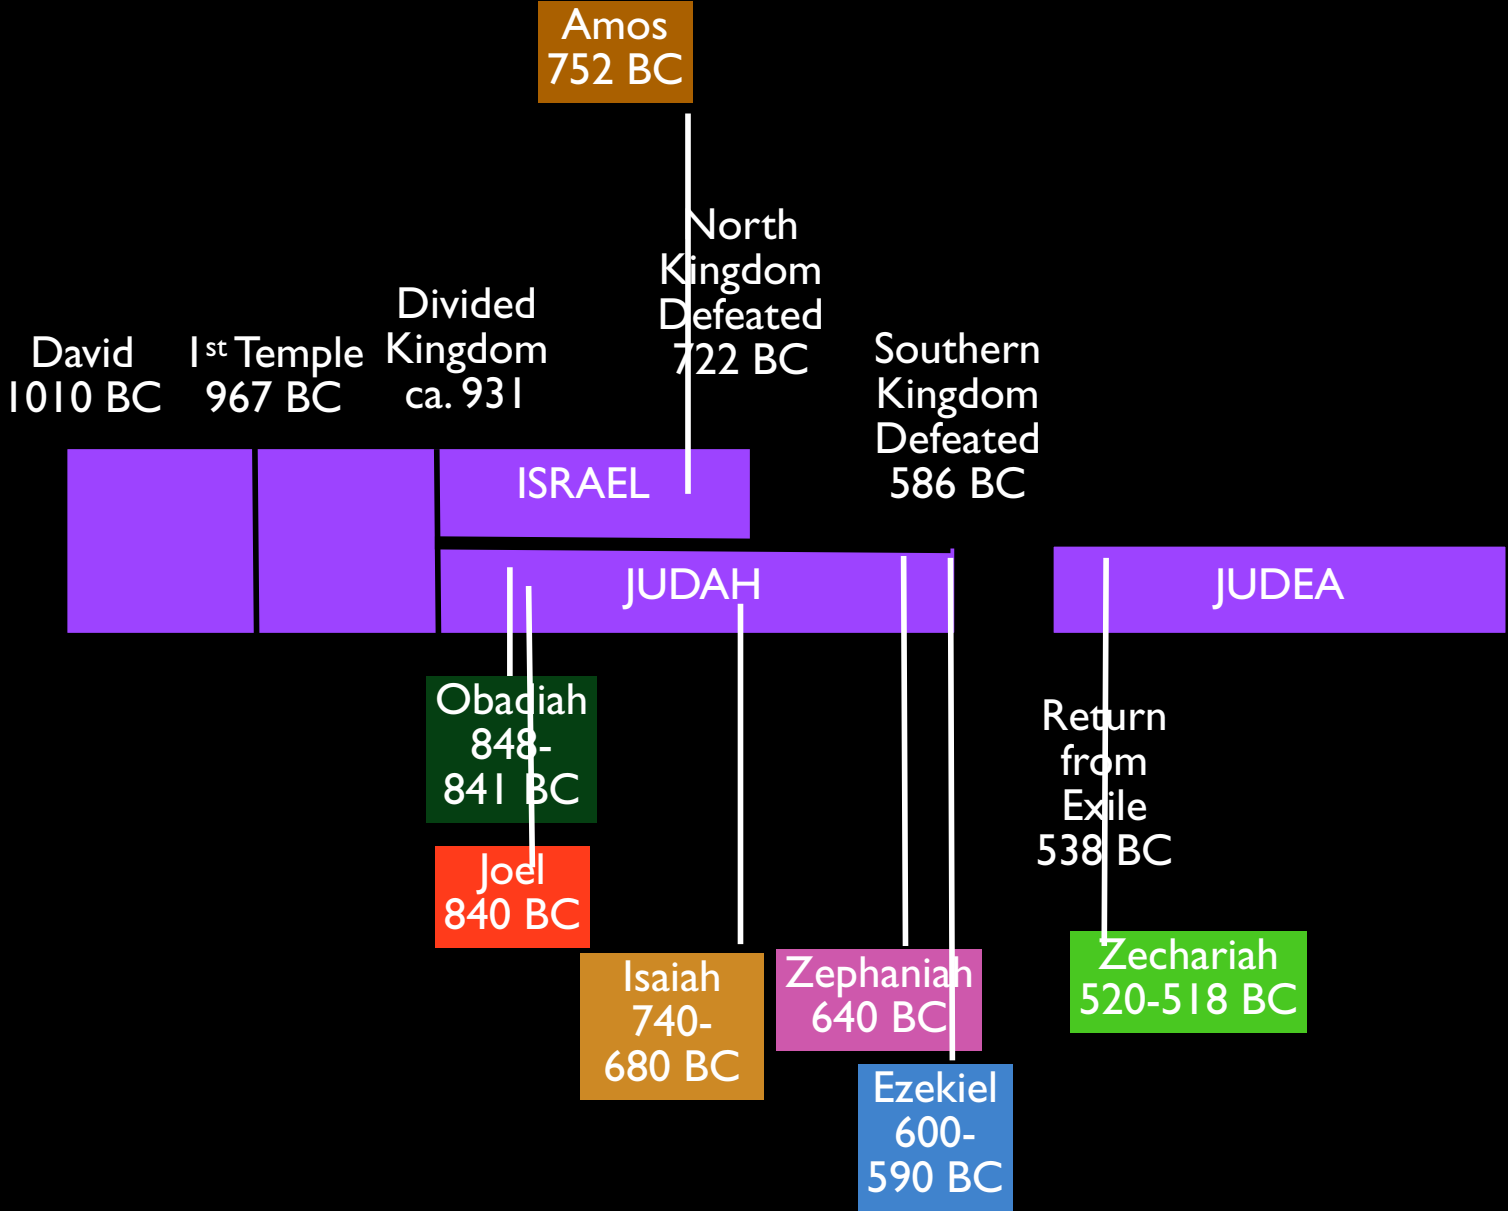 Amos
752 BC
North
Kingdom
Defeated
722 BC
Divided
Kingdom
ca. 931
David
1010 BC
1st Temple
967 BC
Southern
Kingdom
Defeated
586 BC
ISRAEL
JUDAH
JUDEA
Obadiah
848-
841 BC
Joel
840 BC
Return
from
Exile
538 BC
Isaiah
740-
680 BC
Zephaniah
640 BC
Zechariah
520-518 BC
Ezekiel
600-
590 BC